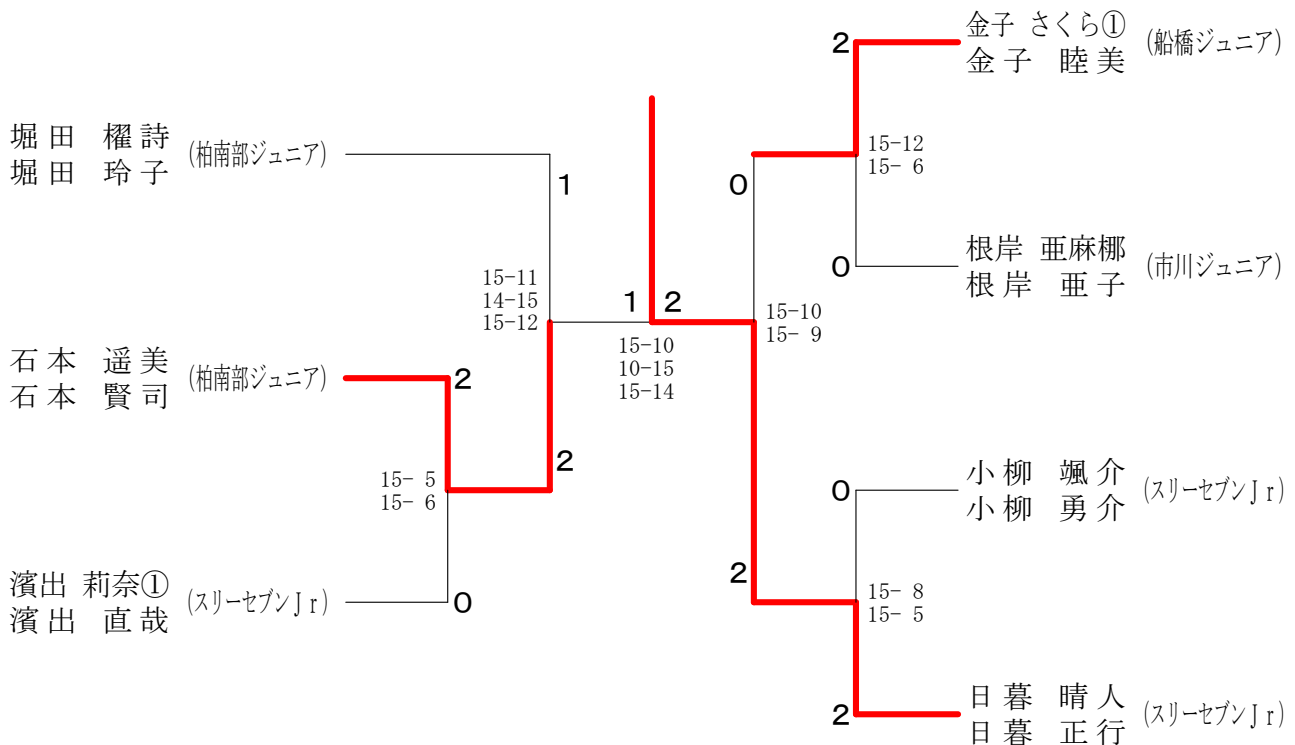 堀田 櫂詩
堀田 玲子
(柏南部ジュニア)
1
15-11
14-15
15-12
石本 遥美
石本 賢司
(柏南部ジュニア)
2
2
15- 5
15- 6
濱出 莉奈①
濱出 直哉
(スリーセブンJr)
0
1
2
15-10
10-15
15-14
金子 さくら①
金子 睦美
(船橋ジュニア)
2
15-12
15- 6
0
根岸 亜麻梛
根岸 亜子
(市川ジュニア)
0
15-10
15- 9
小柳 颯介
小柳 勇介
(スリーセブンJr)
0
2
15- 8
15- 5
日暮 晴人
日暮 正行
(スリーセブンJr)
2